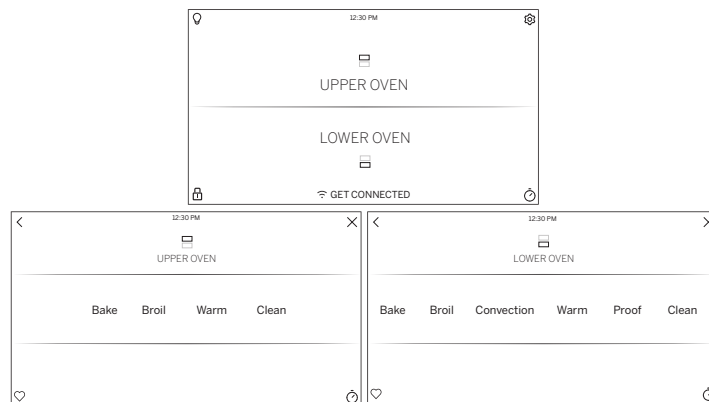 12:30 PM
UPPER OVEN
LOWER OVEN
GET CONNECTED
12:30 PM
UPPER OVEN
Bake Broil Warm Clean
12:30 PM
LOWER OVEN
Bake Broil Convection Warm Proof Clean